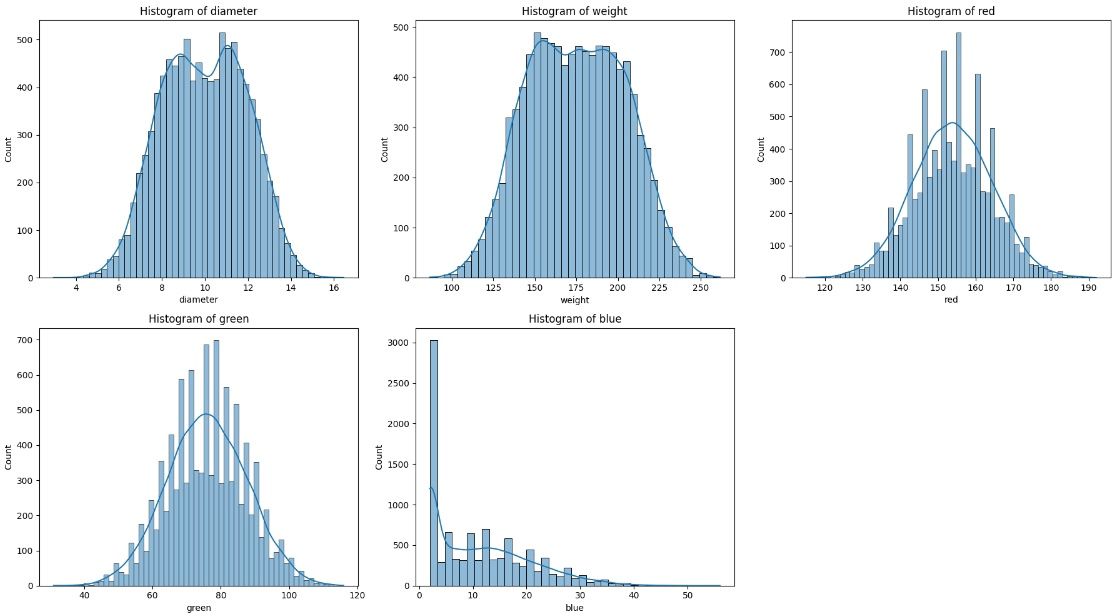 Histogram of diameter
Count
500
400
300
200
100
0
4 6 8 10 12 14 16
diameter
Histogram of weight
Count
500
400
300
200
100
0
100 125 150 175 200 225 250
weight
Histogram of red
Count
700
600
500
400
300
200
100
0
120 130 140 150 160 170 180 190
red
Histogram of green
Count
700
600
500
400
300
200
100
0
40 60 80 100 120
green
Histogram of blue
Count
3000
2500
2000
1500
1000
500
0
0 10 20 30 40 50
blue